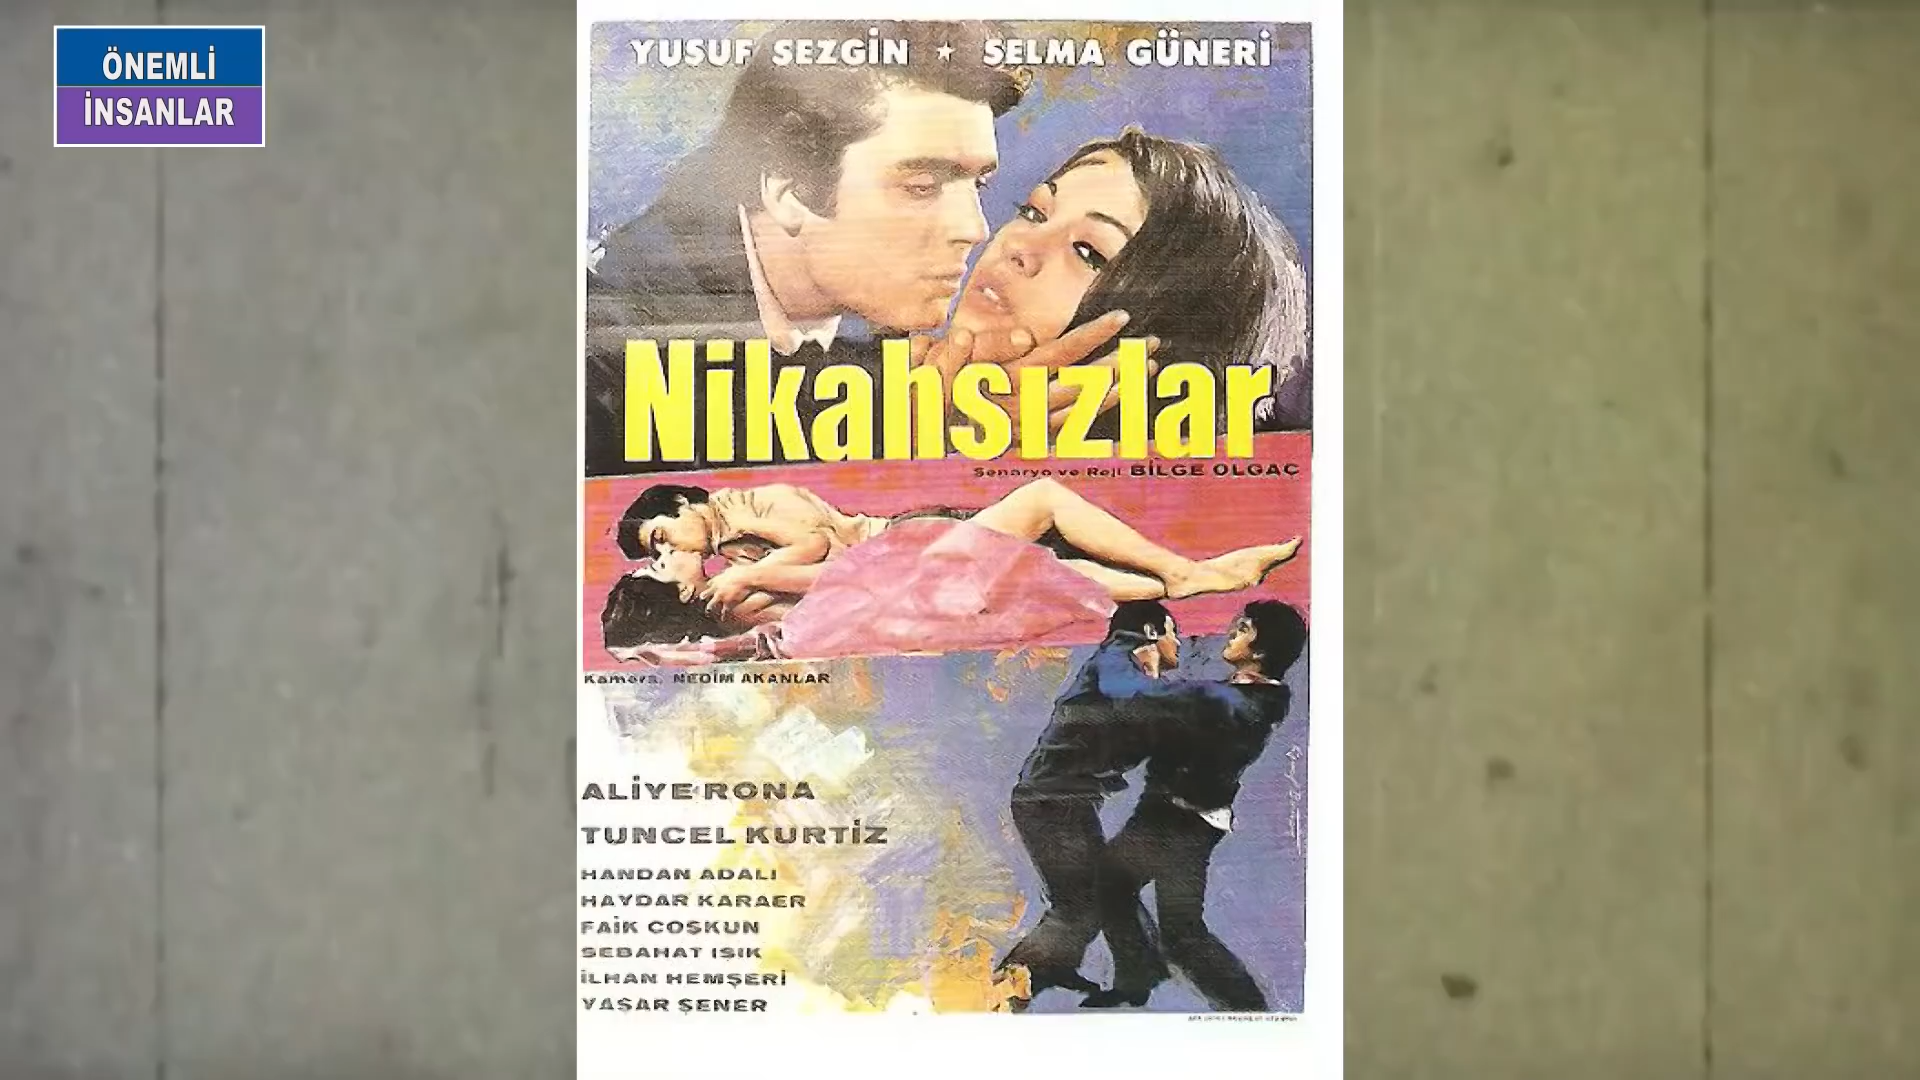 ÖNEMLİ
İNSANLAR
YUSUF SEZGİN ★ SELMA GÜNERİ
Nikahsızlar
Senaryo ve Reji BİLGE OLGAÇ
Kamera. NEDİM AKANLAR
ALİYE RONA
TUNCEL KURTİZ
HANDAN ADALI
HAYDAR KARAER
FAİK COŞKUN
SEBAHAT IŞIK
İLHAN HEMŞERİ
YAŞAR ŞENER